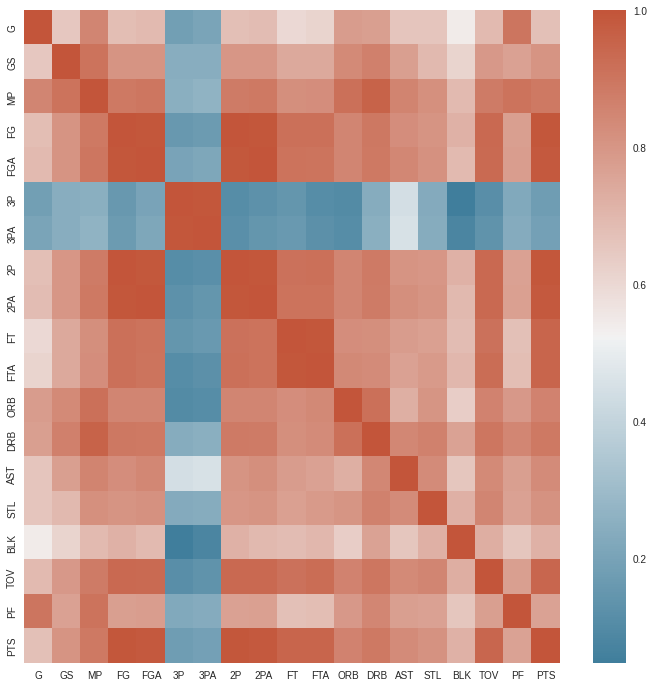 G
GS
MP
FG
FGA
3P
3PA
2P
2PA
FT
FTA
ORB
DRB
AST
STL
BLK
TOV
PF
PTS
G GS MP FG FGA 3P 3PA 2P 2PA FT FTA ORB DRB AST STL BLK TOV PF PTS
1.0
0.8
0.6
0.4
0.2